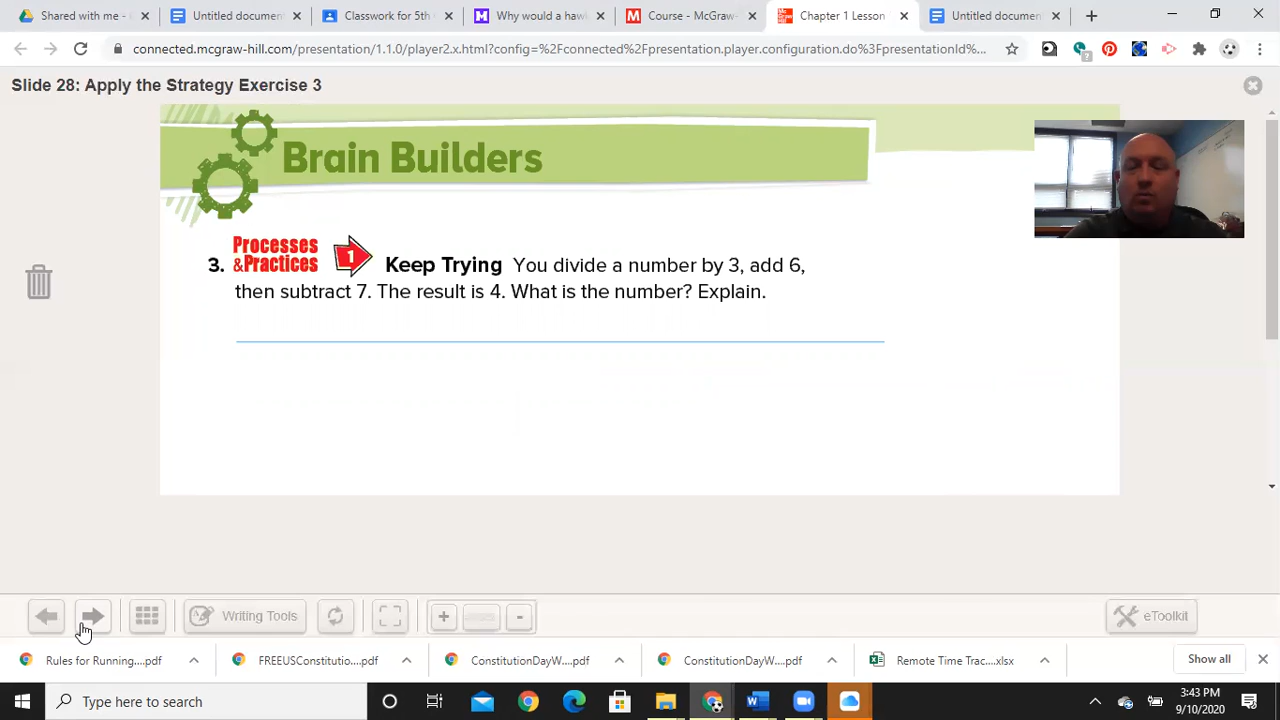 Shared with me -
Untitled documen
Classwork for 5th
Why would a haw
Course - McGraw-
Chapter 1 Lesson
Untitled documen
connected.mcgraw-hill.com/presentation/1.1.0/player2.x.html?config=%2Fconnected%2Fpresentation.player.configuration.do%3FpresentationId%...
Slide 28: Apply the Strategy Exercise 3
Brain Builders
3. Processes &Practices 1 Keep Trying You divide a number by 3, add 6,
then subtract 7. The result is 4. What is the number? Explain.
Writing Tools
+
-
eToolkit
Rules for Running....pdf
FREEUSConstitutio....pdf
ConstitutionDayW....pdf
ConstitutionDayW....pdf
Remote Time Trac....xlsx
Show all
Type here to search
3:43 PM
9/10/2020